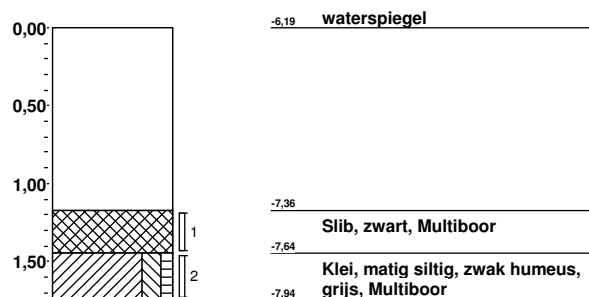 0,00 -6,19 waterspiegel
0,50
1,00
-7,36
1 Slib, zwart, Multiboor
-7,64
1,50 Klei, matig siltig, zwak humeus,
2 grijs, Multiboor
-7,94